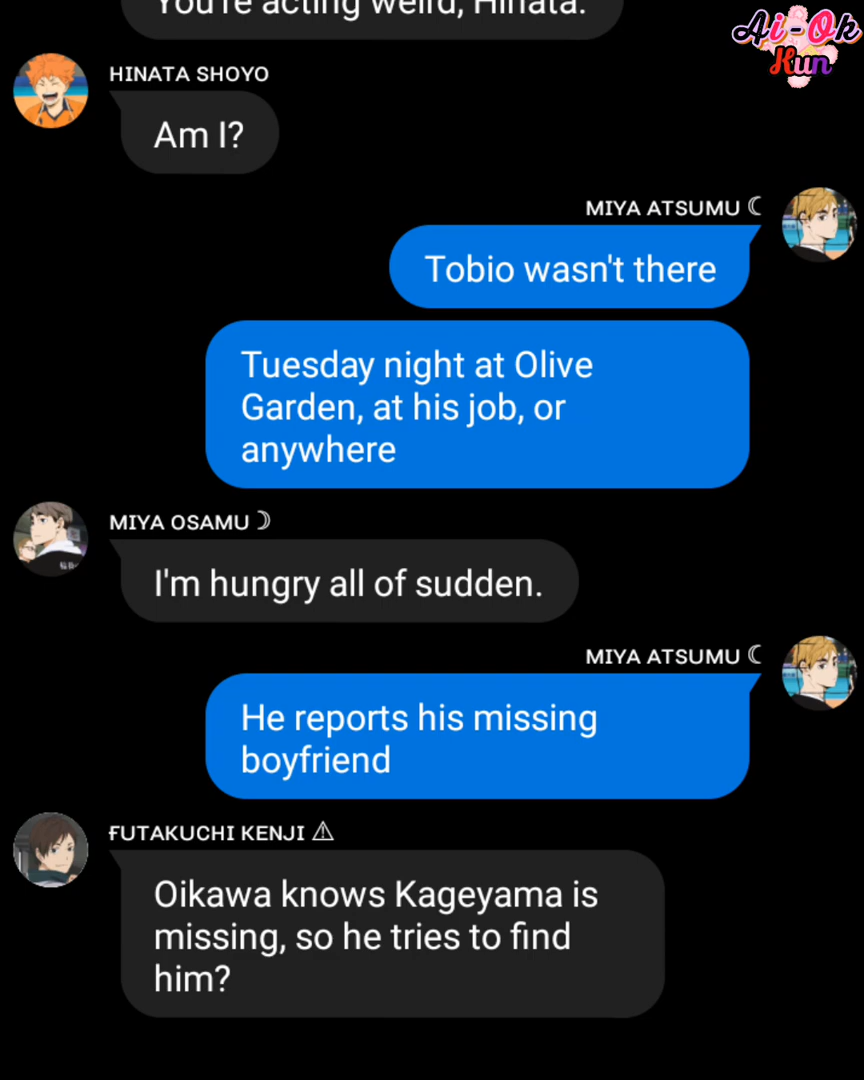 You're acting weird, Hinata.
Ai-Ok
Kun
HINATA SHOYO
Am I?
MIYA ATSUMU ☾
Tobio wasn't there
Tuesday night at Olive
Garden, at his job, or
anywhere
MIYA OSAMU ☽
I'm hungry all of sudden.
MIYA ATSUMU ☾
He reports his missing
boyfriend
ꞘUTAKUCHI KENJI ⚠
Oikawa knows Kageyama is
missing, so he tries to find
him?